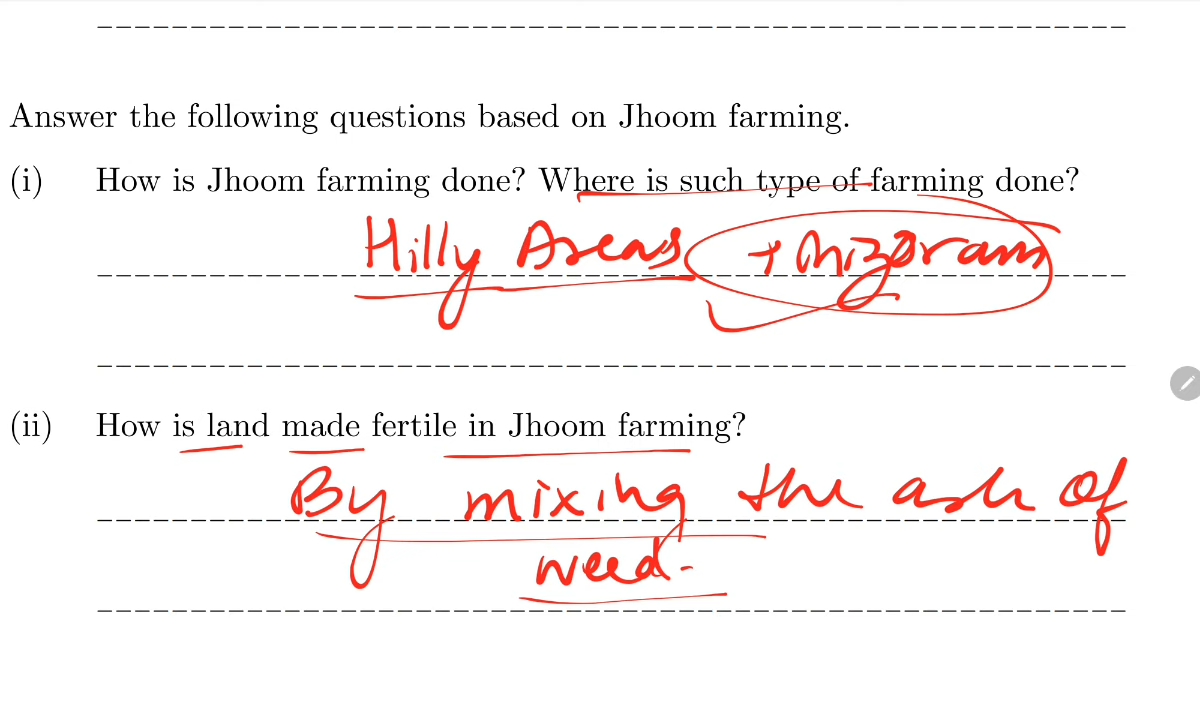 Answer the following questions based on Jhoom farming.
(i) How is Jhoom farming done? Where is such type of farming done?
Hilly Areas + Mizoram
(ii) How is land made fertile in Jhoom farming?
By mixing the ash of
weed.